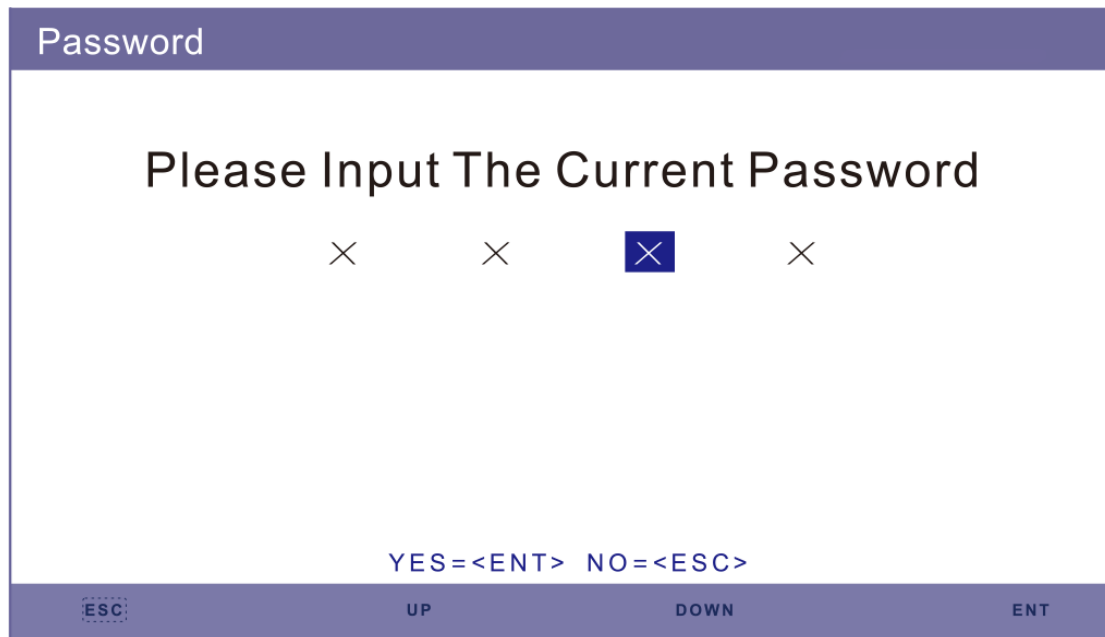 Password
Please Input The Current Password
X X X X
YES=<ENT> NO=<ESC>
ESC UP DOWN ENT